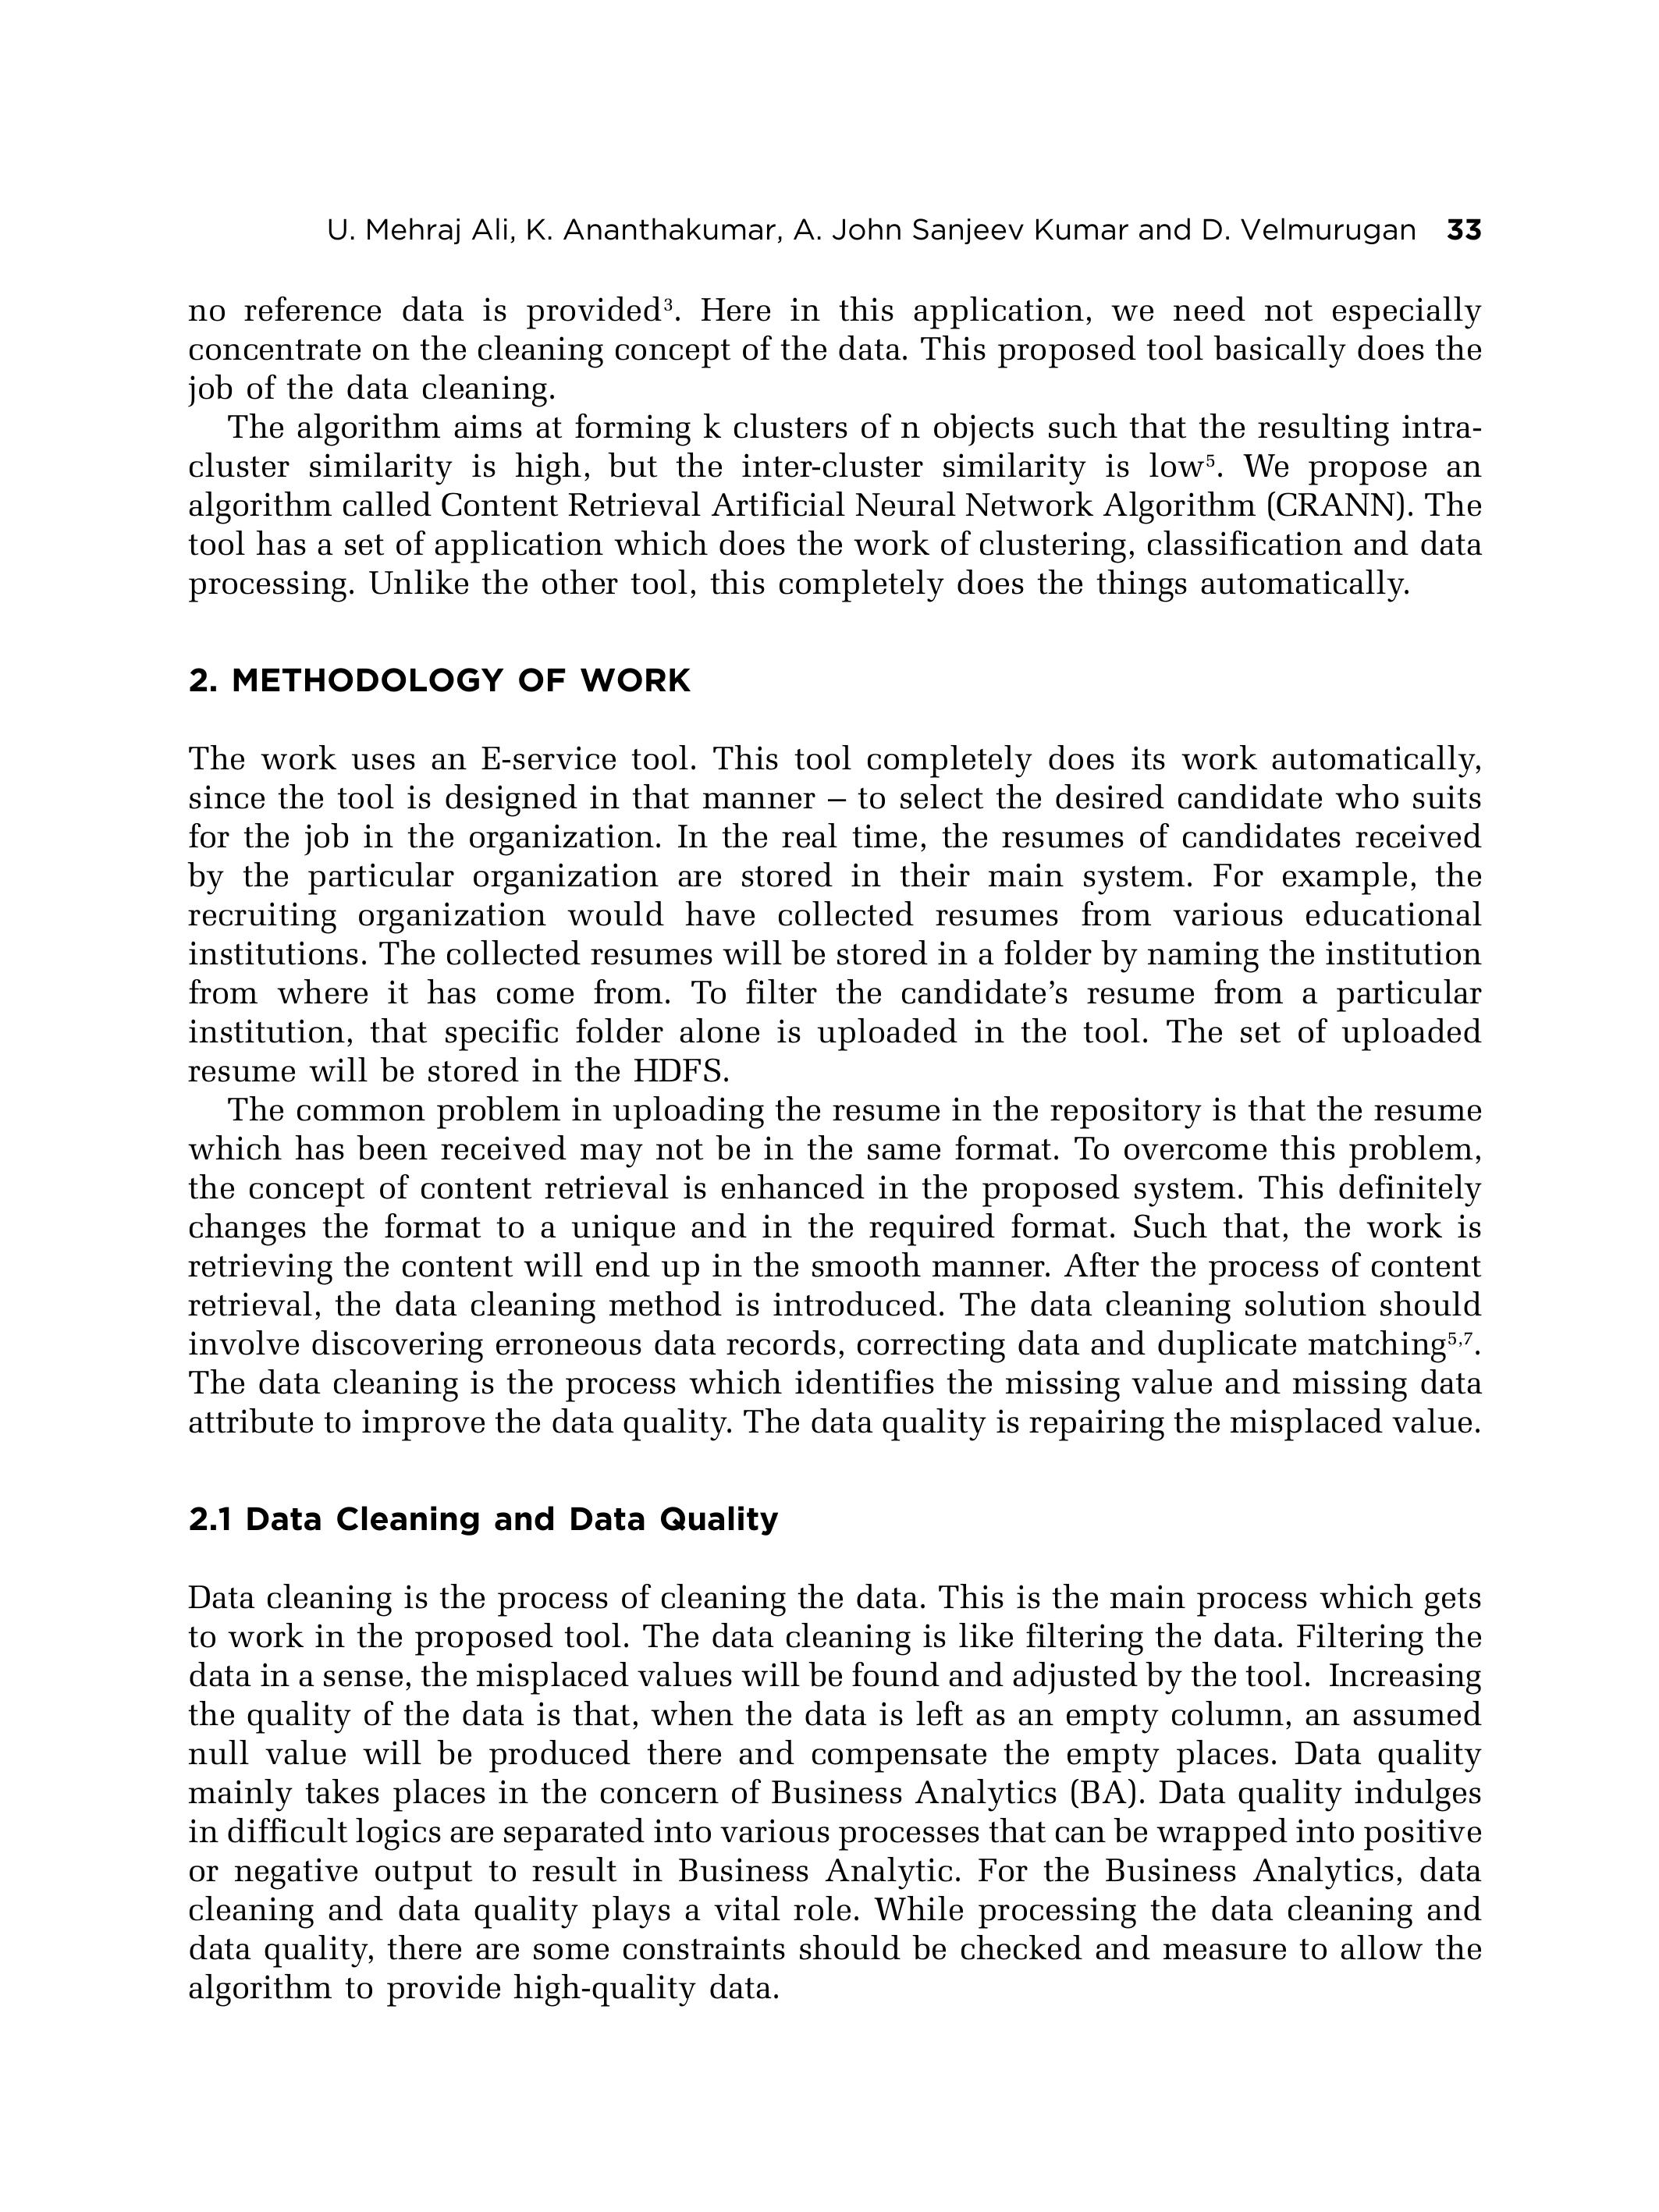 U. Mehraj Ali, K. Ananthakumar, A. John Sanjeev Kumar and D. Velmurugan 33
no reference data is provided³. Here in this application, we need not especially
concentrate on the cleaning concept of the data. This proposed tool basically does the
job of the data cleaning.
The algorithm aims at forming k clusters of n objects such that the resulting intra-
cluster similarity is high, but the inter-cluster similarity is low⁵. We propose an
algorithm called Content Retrieval Artificial Neural Network Algorithm (CRANN). The
tool has a set of application which does the work of clustering, classification and data
processing. Unlike the other tool, this completely does the things automatically.
2. METHODOLOGY OF WORK
The work uses an E-service tool. This tool completely does its work automatically,
since the tool is designed in that manner – to select the desired candidate who suits
for the job in the organization. In the real time, the resumes of candidates received
by the particular organization are stored in their main system. For example, the
recruiting organization would have collected resumes from various educational
institutions. The collected resumes will be stored in a folder by naming the institution
from where it has come from. To filter the candidate’s resume from a particular
institution, that specific folder alone is uploaded in the tool. The set of uploaded
resume will be stored in the HDFS.
The common problem in uploading the resume in the repository is that the resume
which has been received may not be in the same format. To overcome this problem,
the concept of content retrieval is enhanced in the proposed system. This definitely
changes the format to a unique and in the required format. Such that, the work is
retrieving the content will end up in the smooth manner. After the process of content
retrieval, the data cleaning method is introduced. The data cleaning solution should
involve discovering erroneous data records, correcting data and duplicate matching⁵,⁷.
The data cleaning is the process which identifies the missing value and missing data
attribute to improve the data quality. The data quality is repairing the misplaced value.
2.1 Data Cleaning and Data Quality
Data cleaning is the process of cleaning the data. This is the main process which gets
to work in the proposed tool. The data cleaning is like filtering the data. Filtering the
data in a sense, the misplaced values will be found and adjusted by the tool. Increasing
the quality of the data is that, when the data is left as an empty column, an assumed
null value will be produced there and compensate the empty places. Data quality
mainly takes places in the concern of Business Analytics (BA). Data quality indulges
in difficult logics are separated into various processes that can be wrapped into positive
or negative output to result in Business Analytic. For the Business Analytics, data
cleaning and data quality plays a vital role. While processing the data cleaning and
data quality, there are some constraints should be checked and measure to allow the
algorithm to provide high-quality data.